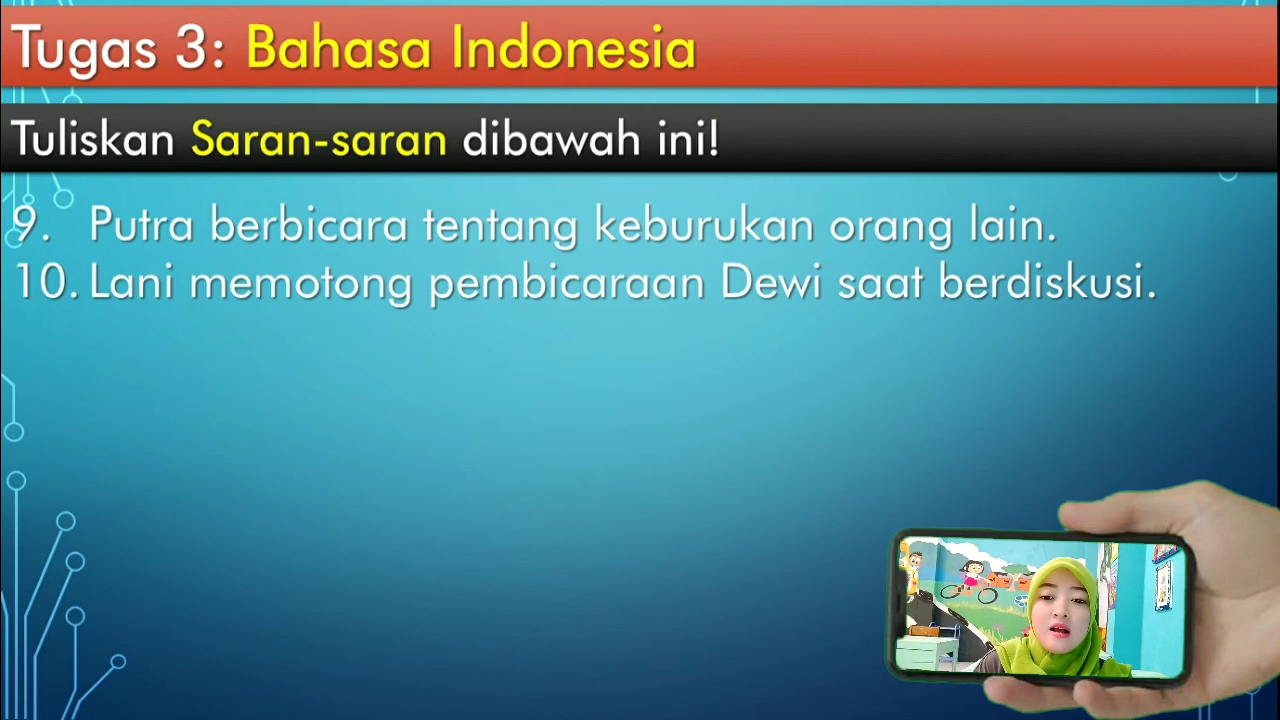 Tugas 3: Bahasa Indonesia
Tuliskan Saran-saran dibawah ini!
9. Putra berbicara tentang keburukan orang lain.
10. Lani memotong pembicaraan Dewi saat berdiskusi.